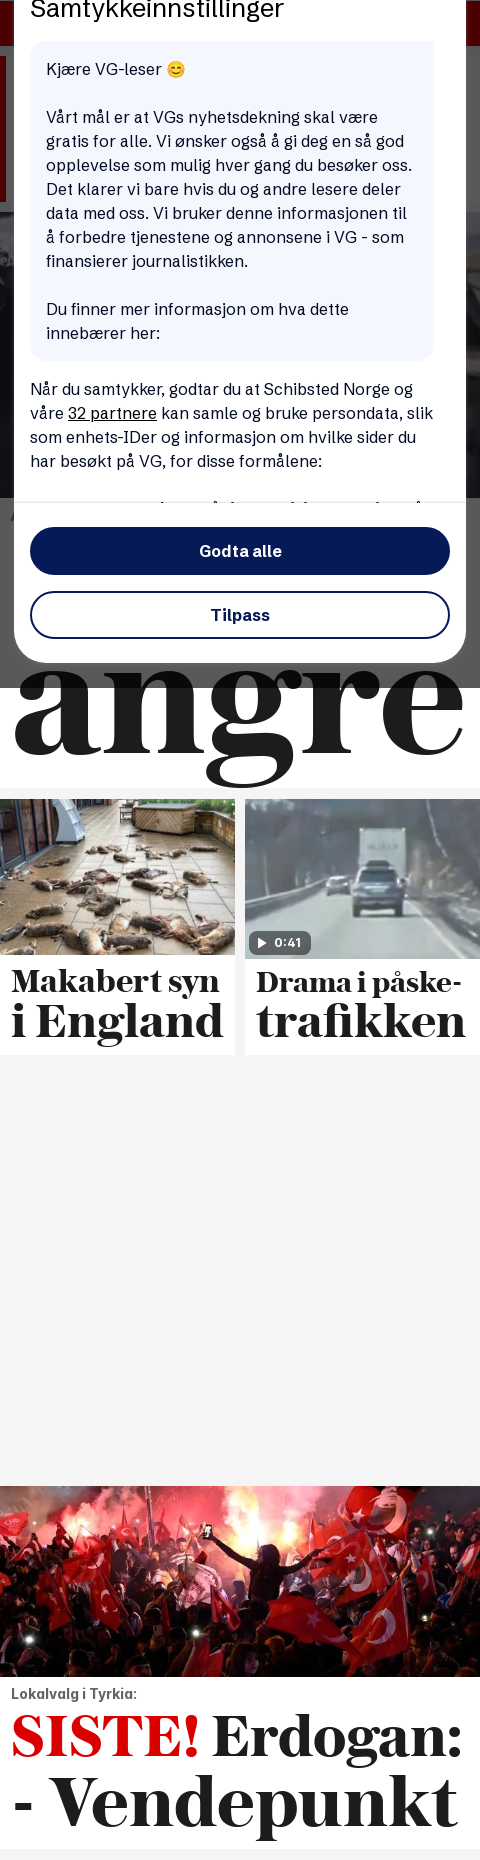 Samtykkeinnstillinger
Kjære VG-leser 😊
Vårt mål er at VGs nyhetsdekning skal være
gratis for alle. Vi ønsker også å gi deg en så god
opplevelse som mulig hver gang du besøker oss.
Det klarer vi bare hvis du og andre lesere deler
data med oss. Vi bruker denne informasjonen til
å forbedre tjenestene og annonsene i VG - som
finansierer journalistikken.
Du finner mer informasjon om hva dette
innebærer her:
Når du samtykker, godtar du at Schibsted Norge og
våre 32 partnere kan samle og bruke persondata, slik
som enhets-IDer og informasjon om hvilke sider du
har besøkt på VG, for disse formålene:
Godta alle
Tilpass
angre
Makabert syn
i England
0:41
Drama i påske-
trafikken
Lokalvalg i Tyrkia:
SISTE! Erdogan:
- Vendepunkt